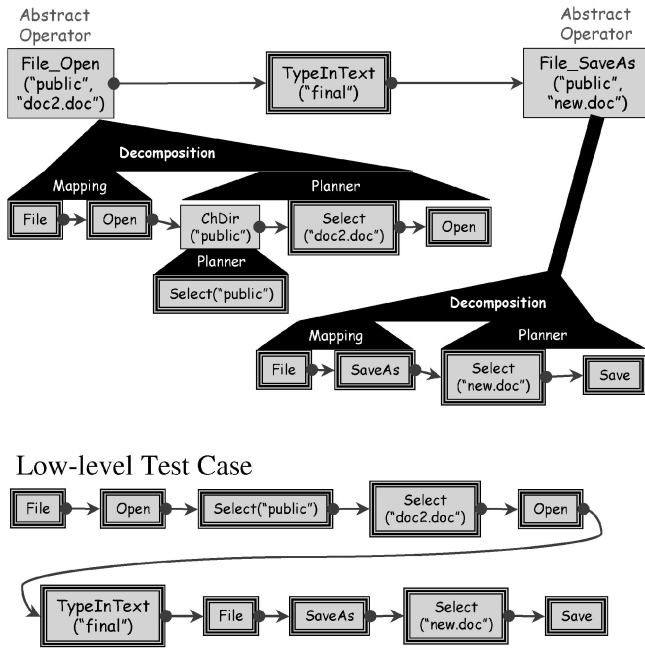 Abstract
Operator
Abstract
Operator
File_Open
("public",
"doc2.doc")
TypeInText
("final")
File_SaveAs
("public",
"new.doc")
Decomposition
Mapping
Planner
File
Open
ChDir
("public")
Select
("doc2.doc")
Open
Planner
Select("public")
Decomposition
Mapping
Planner
File
SaveAs
Select
("new.doc")
Save
Low-level Test Case
File
Open
Select("public")
Select
("doc2.doc")
Open
TypeInText
("final")
File
SaveAs
Select
("new.doc")
Save